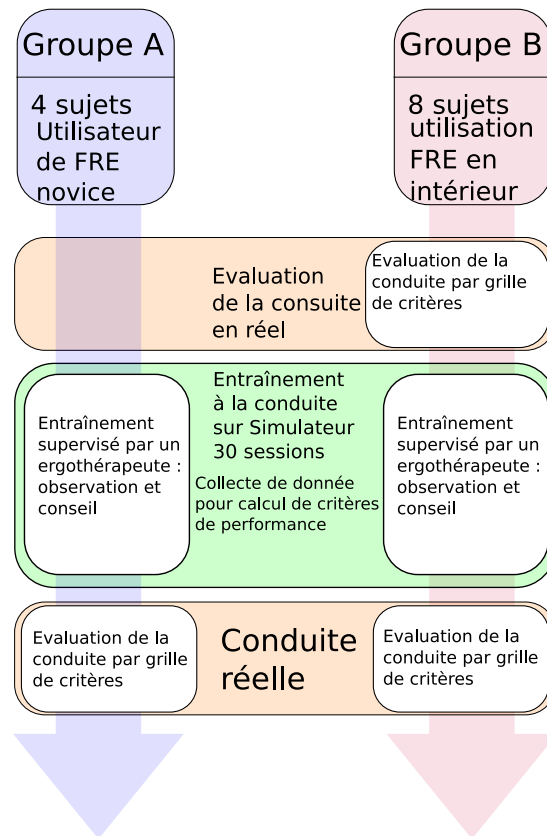 Groupe A
4 sujets
Utilisateur
de FRE
novice
Groupe B
8 sujets
utilisation
FRE en
intérieur
Evaluation
de la consuite
en réel
Evaluation de la
conduite par grille
de critères
Entraînement
supervisé par un
ergothérapeute :
observation et
conseil
Entraînement
à la conduite
sur Simulateur
30 sessions
Collecte de donnée
pour calcul de critères
de performance
Entraînement
supervisé par un
ergothérapeute :
observation et
conseil
Evaluation de la
conduite par grille
de critères
Conduite
réelle
Evaluation de la
conduite par grille
de critères